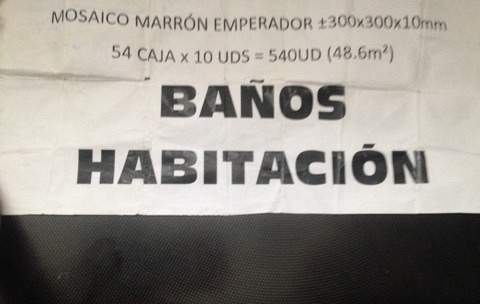 MOSAICO MARRÓN EMPERADOR ±300x300x10mm
54 CAJA x 10 UDS = 540UD (48.6m²)
BAÑOS
HABITACIÓN